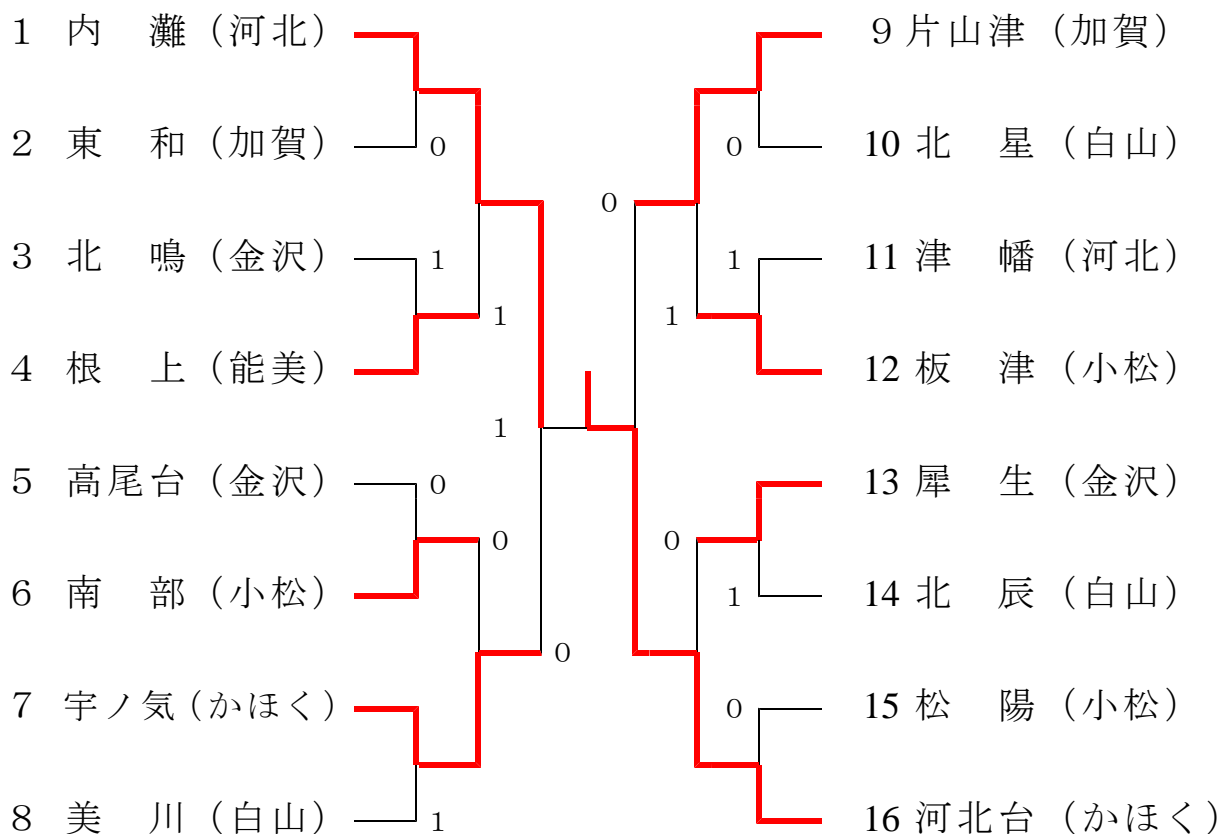 1 内　灘（河北）
2 東　和（加賀）
0
3 北　鳴（金沢）
1
1
4 根　上（能美）
1
5 高尾台（金沢）
0
0
6 南　部（小松）
0
7 宇ノ気（かほく）
8 美　川（白山）
1
9 片山津（加賀）
10 北　星（白山）
0
0
11 津　幡（河北）
1
1
12 板　津（小松）
13 犀　生（金沢）
0
14 北　辰（白山）
1
15 松　陽（小松）
0
16 河北台（かほく）